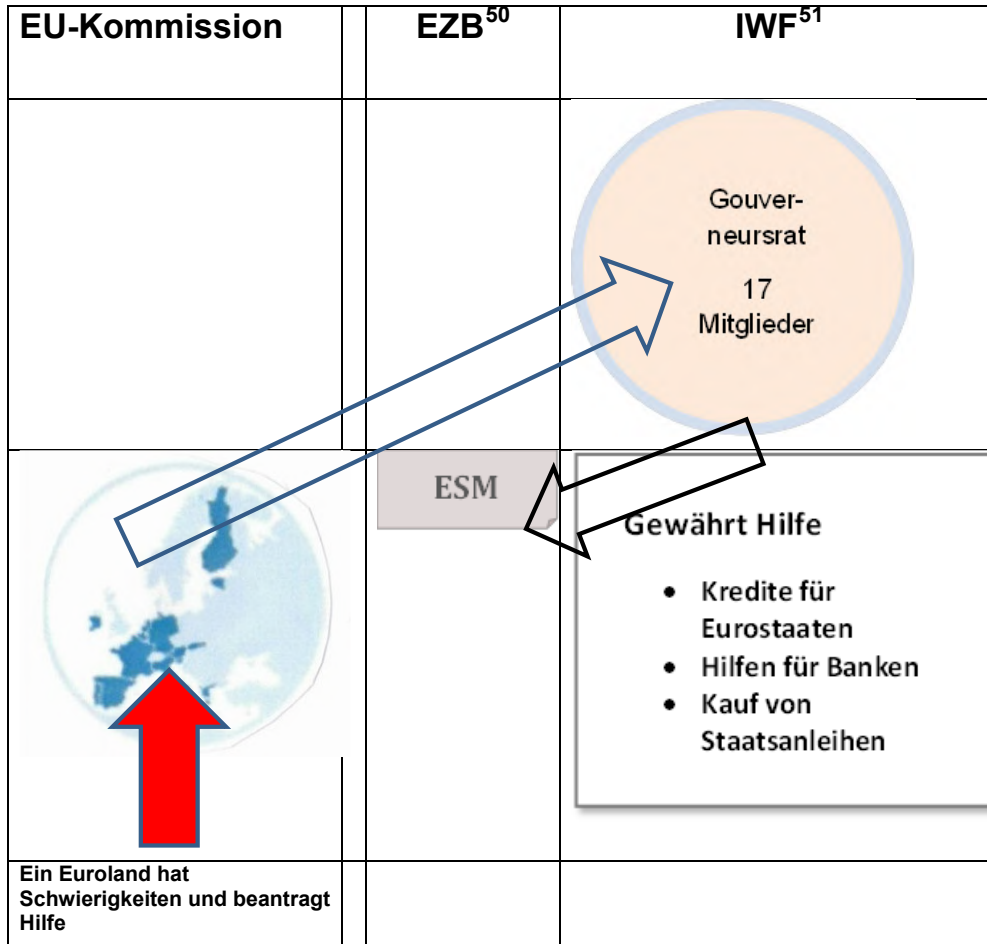 EU-Kommission
EZB50
IWF51
Gouver-
neursrat
17
Mitglieder
ESM
Gewährt Hilfe
• Kredite für
Eurostaaten
• Hilfen für Banken
• Kauf von
Staatsanleihen
Ein Euroland hat
Schwierigkeiten und beantragt
Hilfe